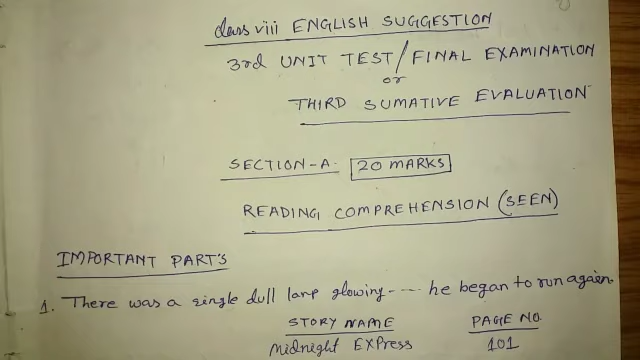 class viii ENGLISH SUGGESTION
3rd UNIT TEST/FINAL EXAMINATION
or
THIRD SUMATIVE EVALUATION
SECTION-A. 20 MARKS
READING COMPREHENSION (SEEN)
IMPORTANT PART'S
1. There was a single dull lamp glowing - - - he began to run again.
STORY NAME PAGE NO.
Midnight EXPress 101